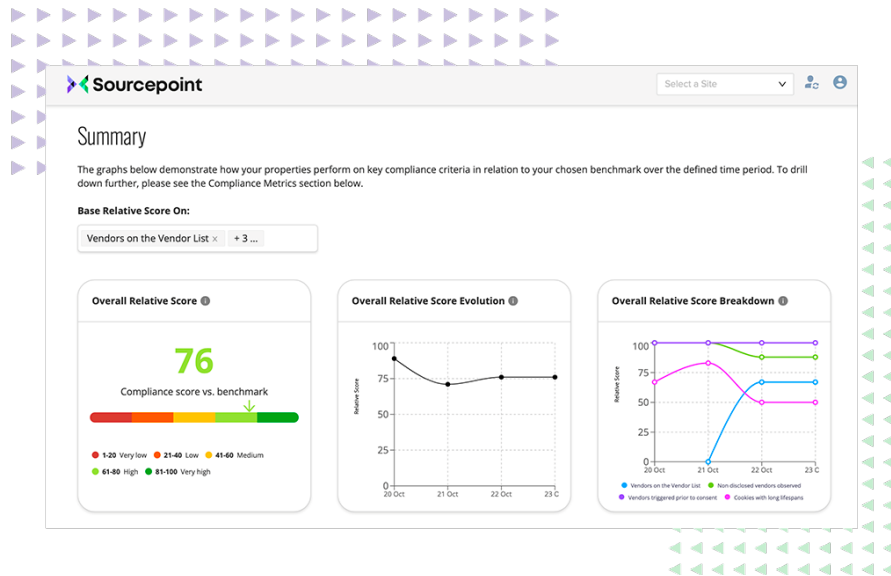 Sourcepoint
Select a Site
Summary
The graphs below demonstrate how your properties perform on key compliance criteria in relation to your chosen benchmark over the defined time period. To drill
down further, please see the Compliance Metrics section below.
Base Relative Score On:
Vendors on the Vendor List x + 3 ...
Overall Relative Score
76
Compliance score vs. benchmark
1-20 Very low 21-40 Low 41-60 Medium
61-80 High 81-100 Very high
Overall Relative Score Evolution
Relative Score
100
75
50
25
0
20 Oct 21 Oct 22 Oct 23 C
Overall Relative Score Breakdown
Relative Score
100
75
50
25
0
20 Oct 21 Oct 22 Oct 23 C
Vendors on the Vendor List Non-disclosed vendors observed
Vendors triggered prior to consent Cookies with long lifespans